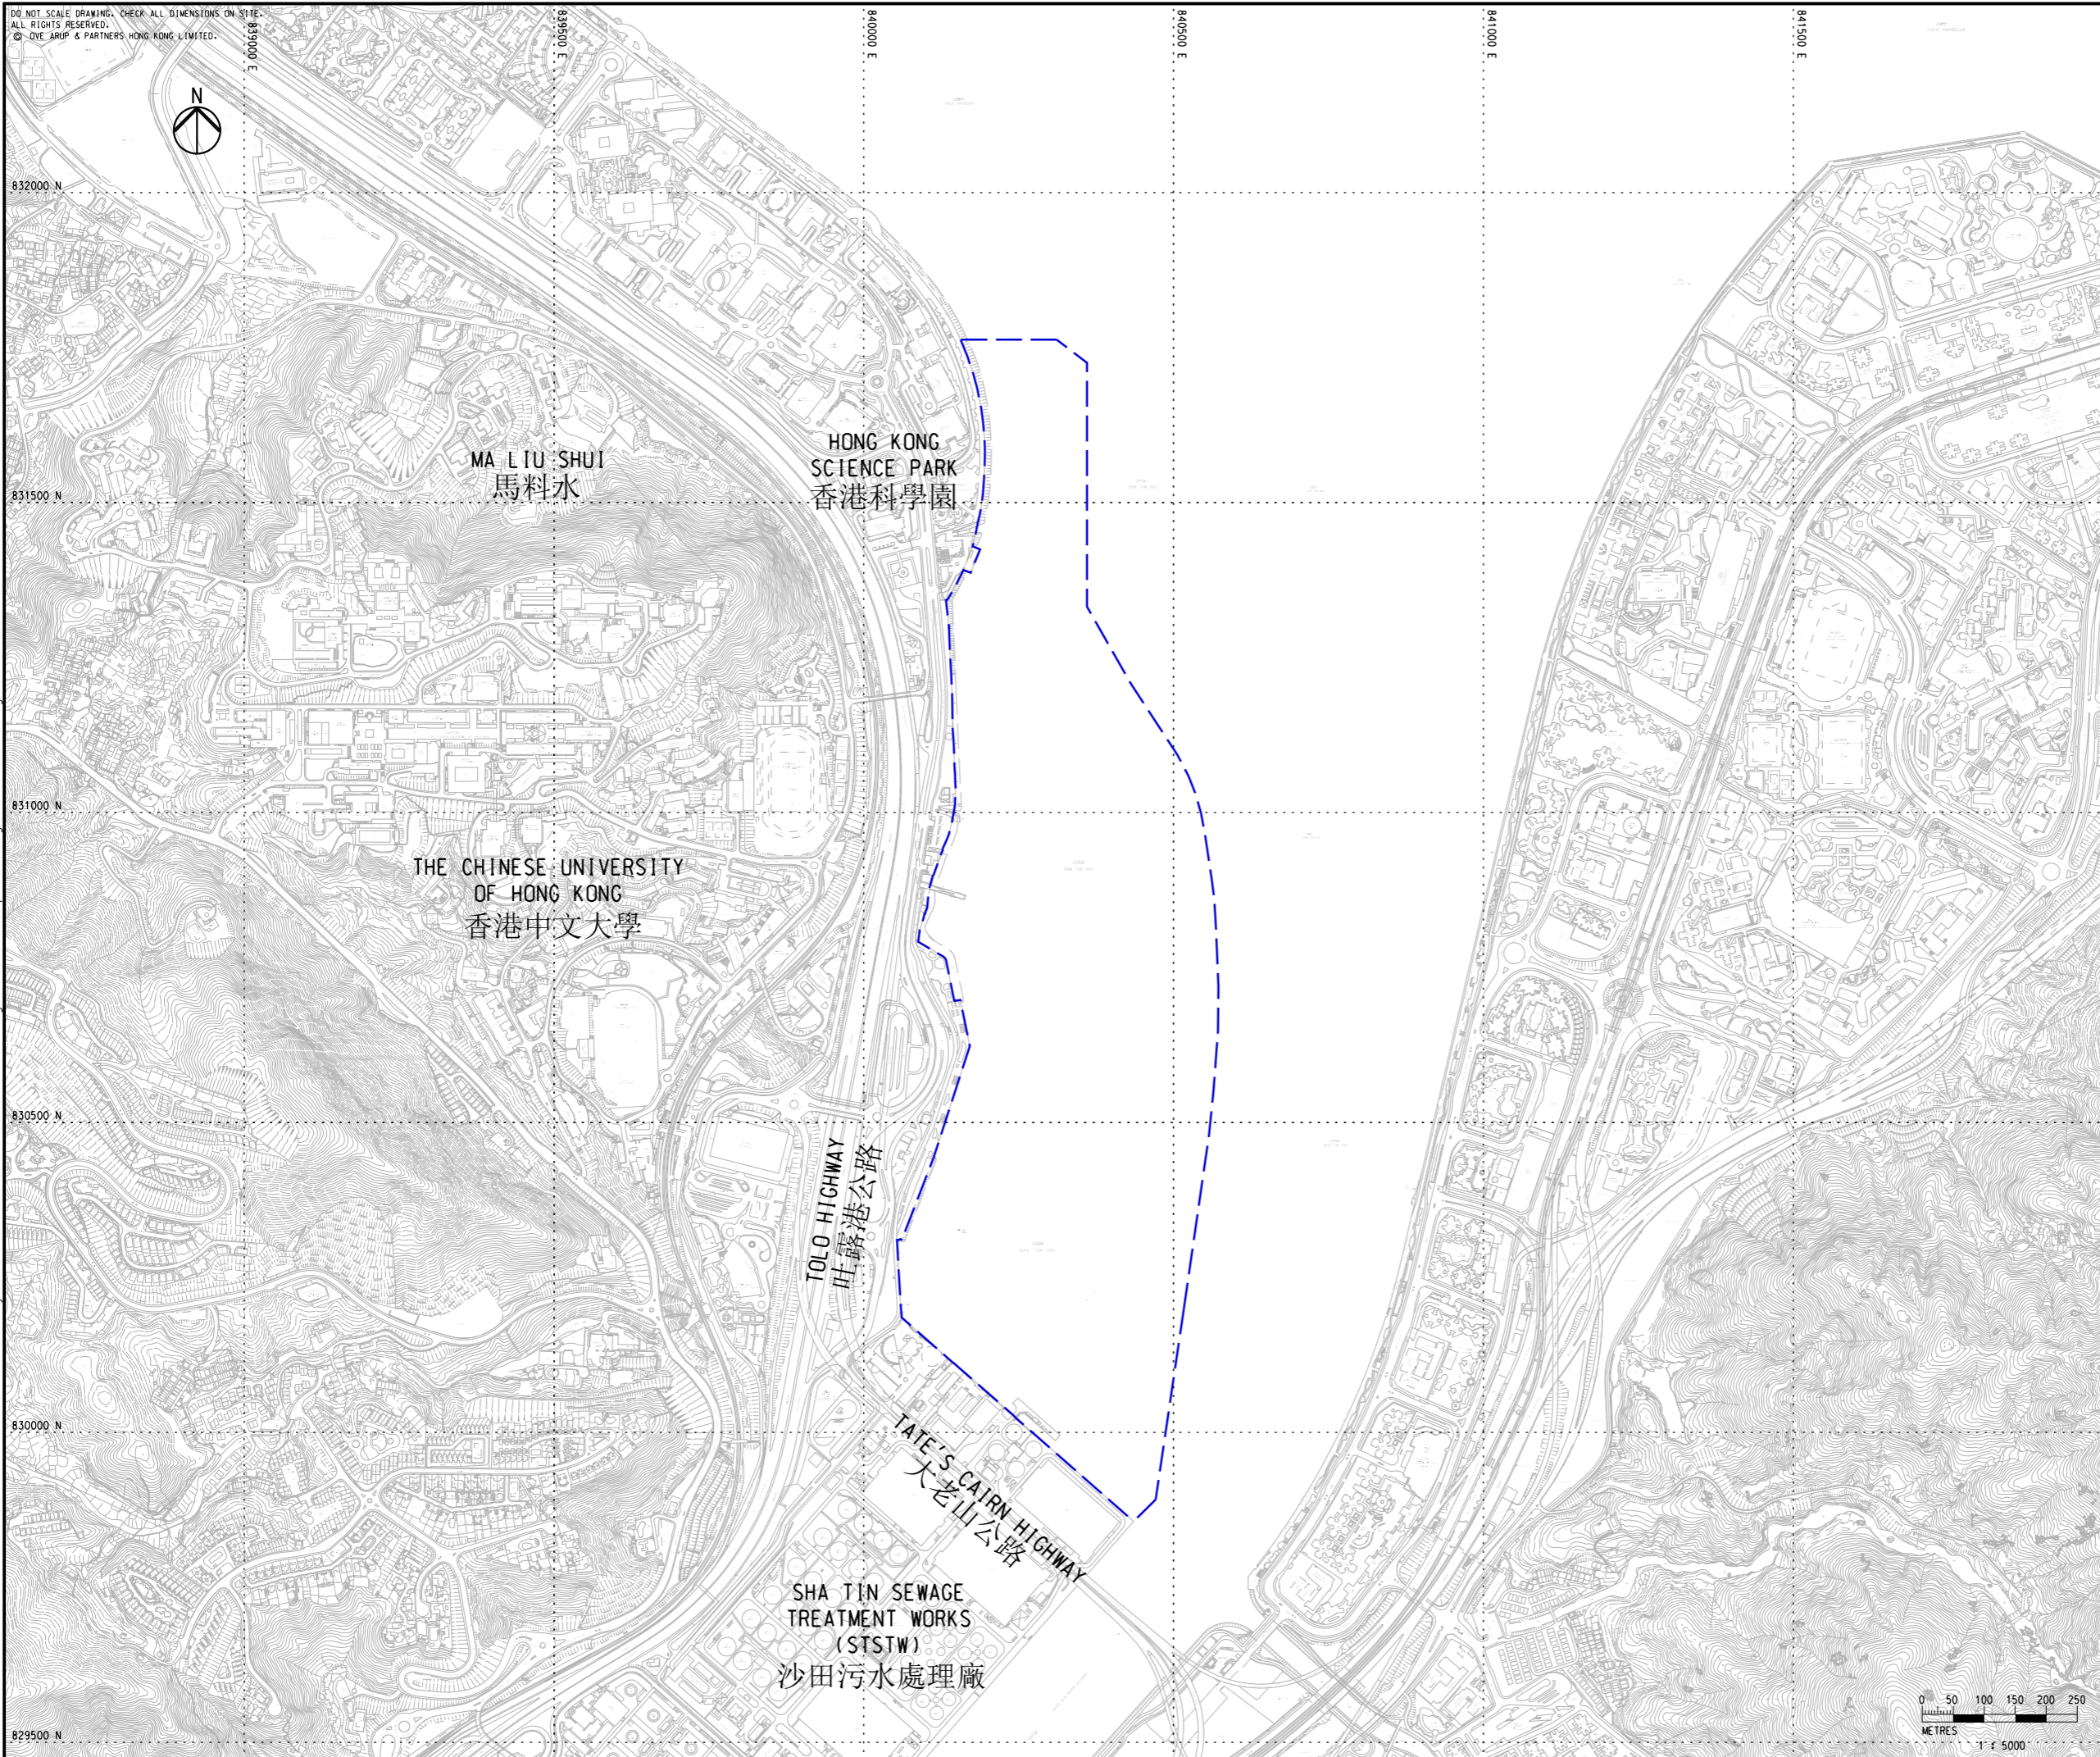 DO NOT SCALE DRAWING. CHECK ALL DIMENSIONS ON SITE.
ALL RIGHTS RESERVED.
© OVE ARUP & PARTNERS HONG KONG LIMITED.
839000 E
839500 E
840000 E
840500 E
841000 E
841500 E
N
832000 N
HONG KONG
SCIENCE PARK
香港科學園
MA LIU SHUI
馬料水
831500 N
831000 N
THE CHINESE UNIVERSITY
OF HONG KONG
香港中文大學
830500 N
TOLO HIGHWAY
吐露港公路
830000 N
TATE'S CAIRN HIGHWAY
大老山公路
SHA TIN SEWAGE
TREATMENT WORKS
(STSTW)
沙田污水處理廠
829500 N
0 50 100 150 200 250
METRES
1 : 5000